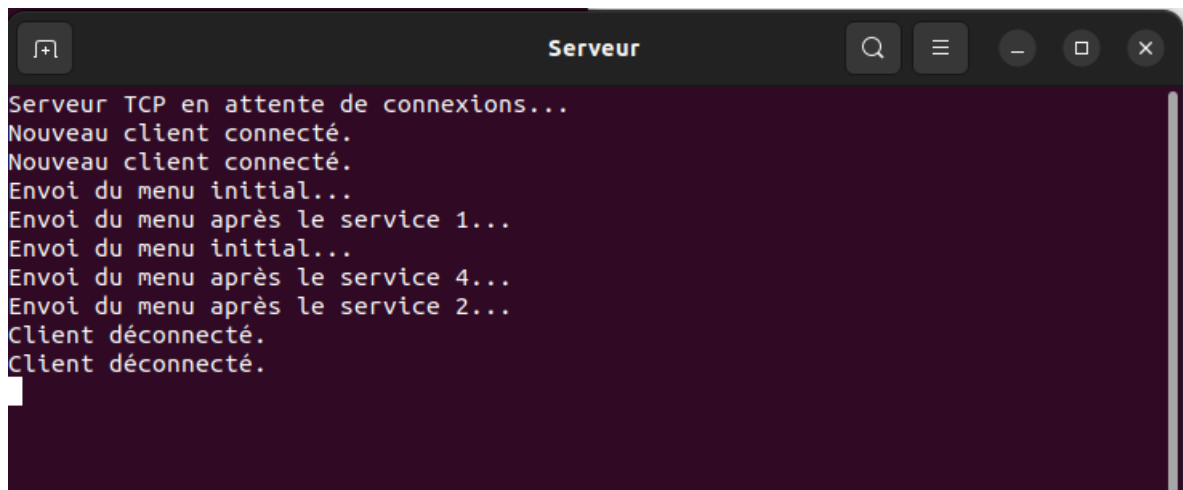 Serveur
Serveur TCP en attente de connexions...
Nouveau client connecté.
Nouveau client connecté.
Envoi du menu initial...
Envoi du menu après le service 1...
Envoi du menu initial...
Envoi du menu après le service 4...
Envoi du menu après le service 2...
Client déconnecté.
Client déconnecté.